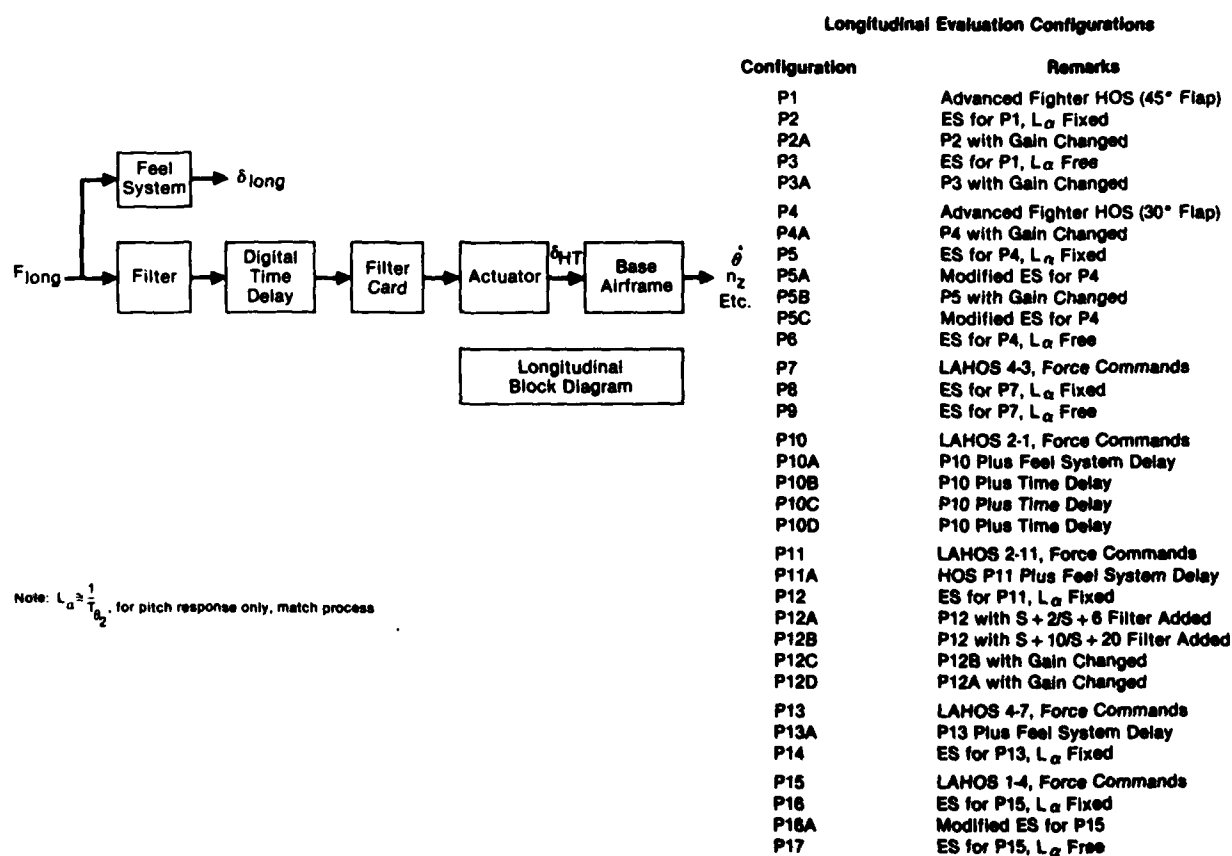 Longitudinal Evaluation Configurations
Configuration Remarks
P1 Advanced Fighter HOS (45° Flap)
P2 ES for P1, Lα Fixed
P2A P2 with Gain Changed
P3 ES for P1, Lα Free
P3A P3 with Gain Changed
P4 Advanced Fighter HOS (30° Flap)
P4A P4 with Gain Changed
P5 ES for P4, Lα Fixed
P5A Modified ES for P4
P5B P5 with Gain Changed
P5C Modified ES for P4
P6 ES for P4, Lα Free
P7 LAHOS 4-3, Force Commands
P8 ES for P7, Lα Fixed
P9 ES for P7, Lα Free
P10 LAHOS 2-1, Force Commands
P10A P10 Plus Feel System Delay
P10B P10 Plus Time Delay
P10C P10 Plus Time Delay
P10D P10 Plus Time Delay
P11 LAHOS 2-11, Force Commands
P11A HOS P11 Plus Feel System Delay
P12 ES for P11, Lα Fixed
P12A P12 with S + 2/S + 6 Filter Added
P12B P12 with S + 10/S + 20 Filter Added
P12C P12B with Gain Changed
P12D P12A with Gain Changed
P13 LAHOS 4-7, Force Commands
P13A P13 Plus Feel System Delay
P14 ES for P13, Lα Fixed
P15 LAHOS 1-4, Force Commands
P16 ES for P15, Lα Fixed
P16A Modified ES for P15
P17 ES for P15, Lα Free
Feel
System
δlong
Flong
Filter
Digital
Time
Delay
Filter
Card
Actuator
δHT
Base
Airframe
θ̇
nz
Etc.
Longitudinal
Block Diagram
Note: Lα ≅ 1/Tθ2, for pitch response only, match process